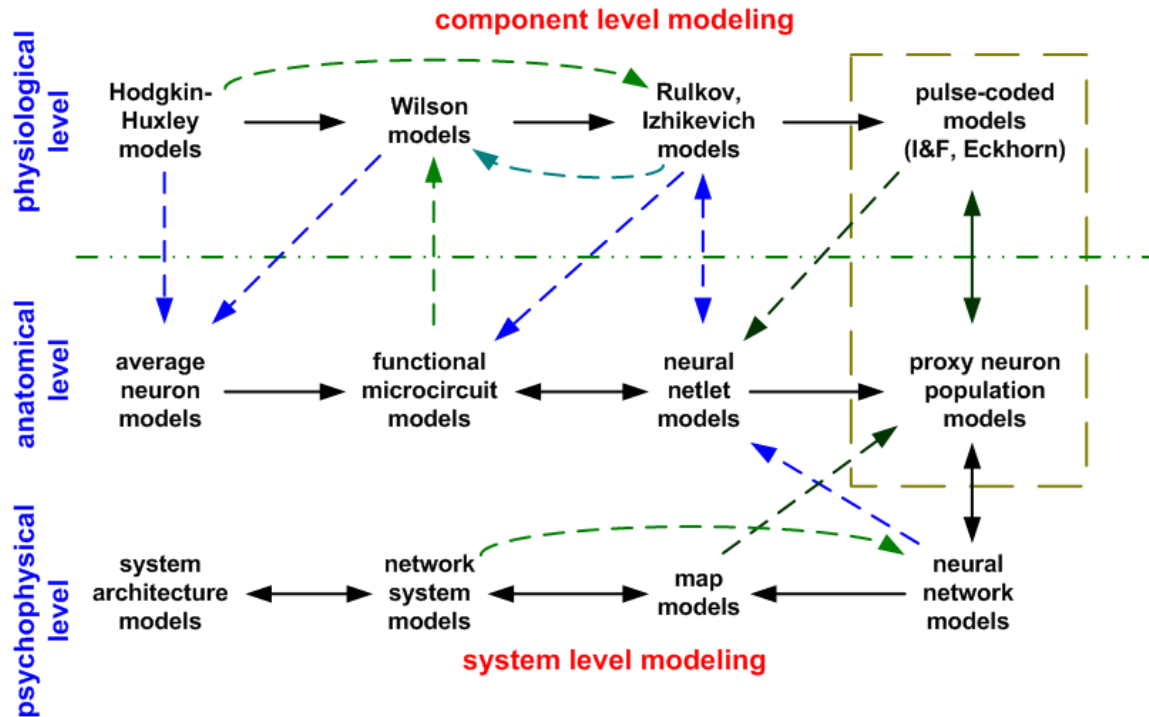 component level modeling
physiological
level
Hodgkin-
Huxley
models
Wilson
models
Rulkov,
Izhikevich
models
pulse-coded
models
(I&F, Eckhorn)
anatomical
level
average
neuron
models
functional
microcircuit
models
neural
netlet
models
proxy neuron
population
models
psychophysical
level
system
architecture
models
network
system
models
map
models
neural
network
models
system level modeling